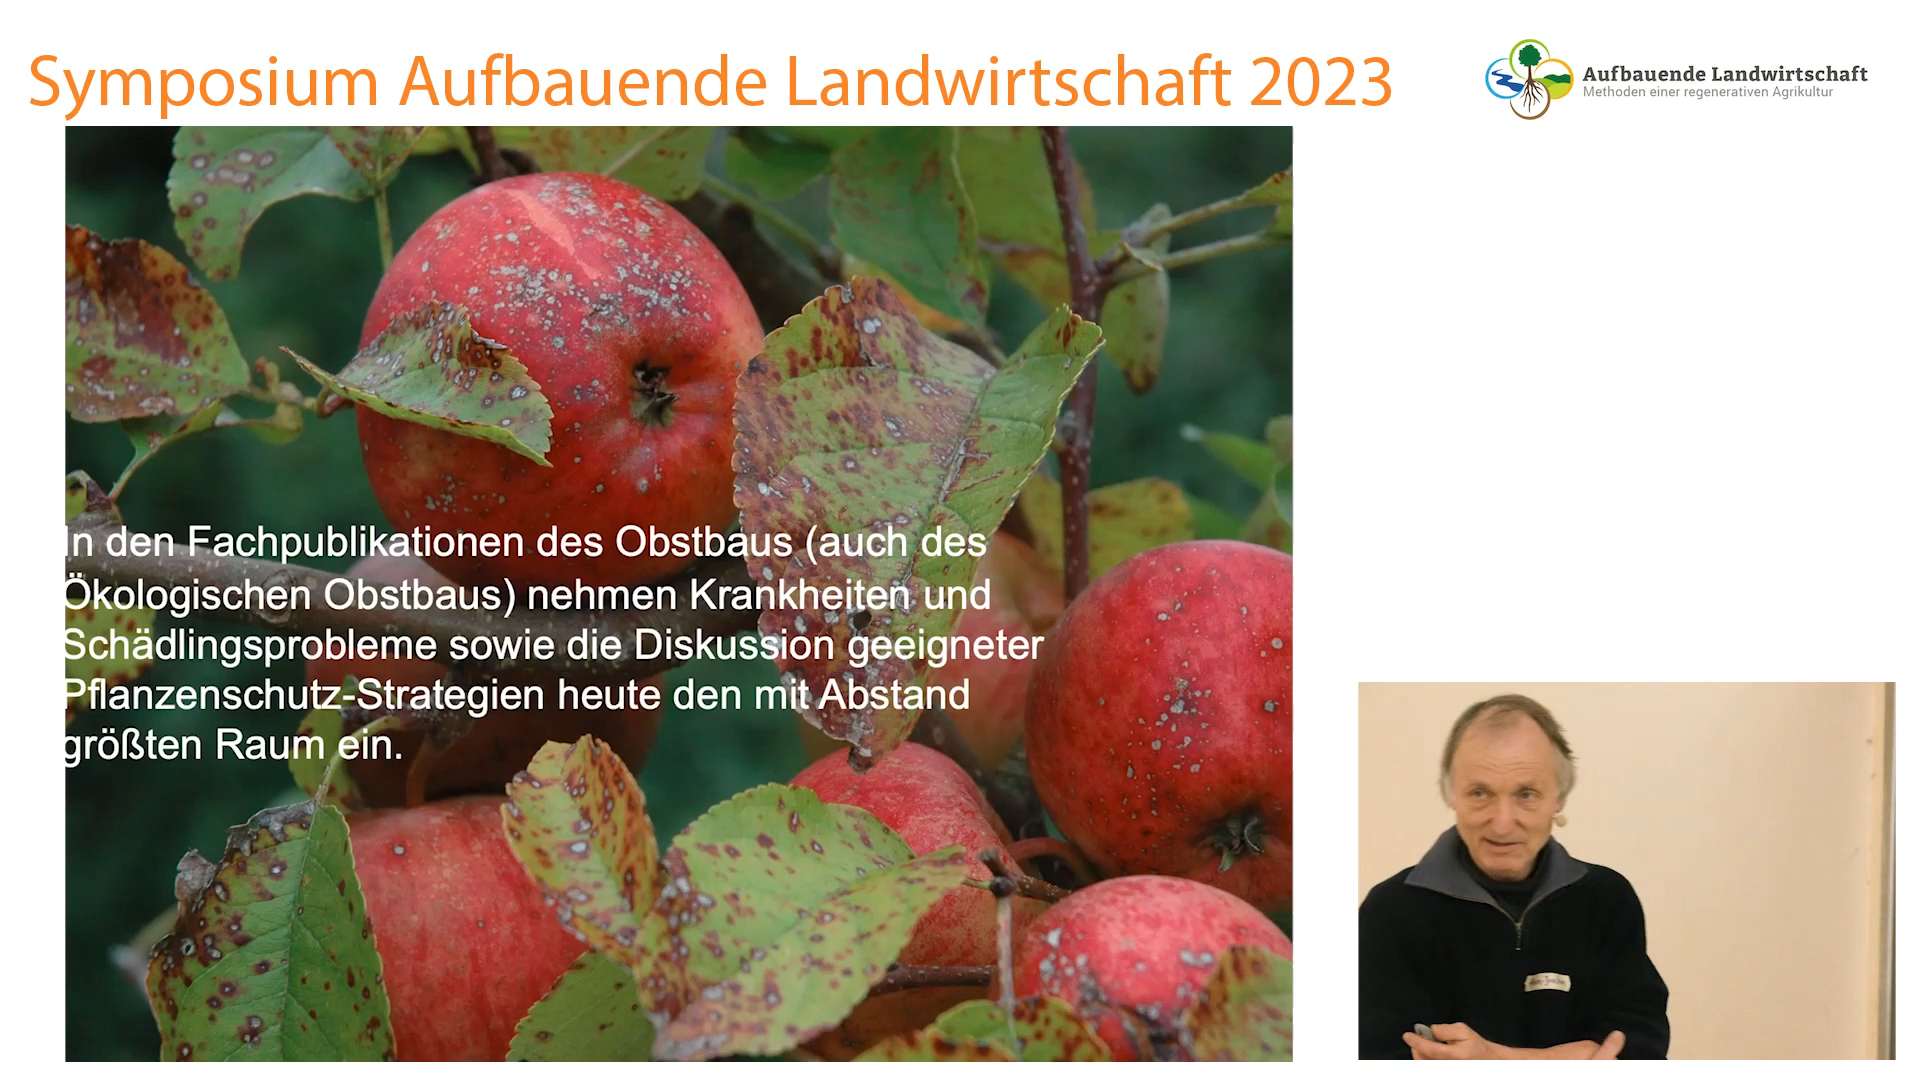 Symposium Aufbauende Landwirtschaft 2023
Aufbauende Landwirtschaft
Methoden einer regenerativen Agrikultur
In den Fachpublikationen des Obstbaus (auch des
Ökologischen Obstbaus) nehmen Krankheiten und
Schädlingsprobleme sowie die Diskussion geeigneter
Pflanzenschutz-Strategien heute den mit Abstand
größten Raum ein.